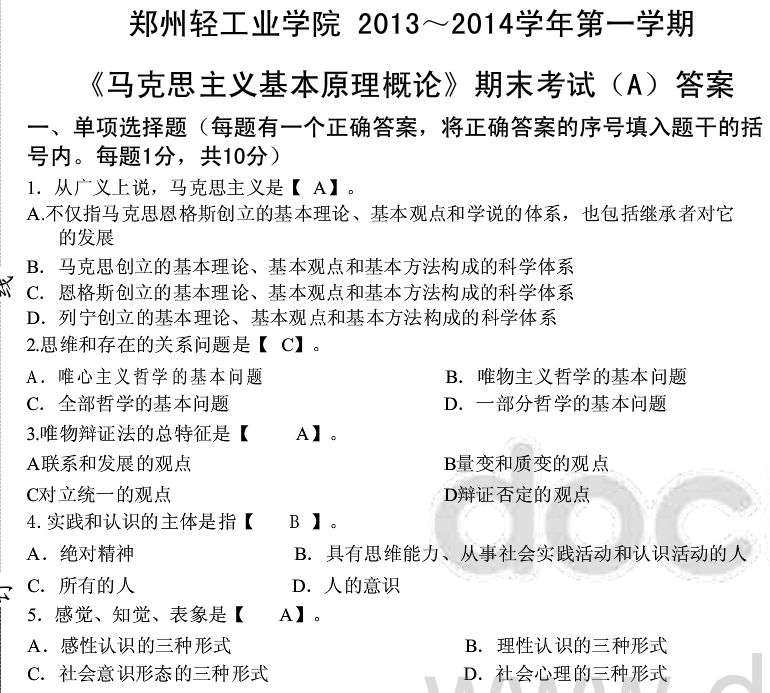 郑州轻工业学院 2013～2014学年第一学期
《马克思主义基本原理概论》期末考试（A）答案
一、单项选择题（每题有一个正确答案，将正确答案的序号填入题干的括
号内。每题1分，共10分）
1．从广义上说，马克思主义是【 A】。
A.不仅指马克思恩格斯创立的基本理论、基本观点和学说的体系，也包括继承者对它
的发展
B．马克思创立的基本理论、基本观点和基本方法构成的科学体系
C．恩格斯创立的基本理论、基本观点和基本方法构成的科学体系
D．列宁创立的基本理论、基本观点和基本方法构成的科学体系
2.思维和存在的关系问题是【 C】。
A．唯心主义哲学的基本问题 B．唯物主义哲学的基本问题
C．全部哲学的基本问题 D．一部分哲学的基本问题
3.唯物辩证法的总特征是【 A】。
A联系和发展的观点 B量变和质变的观点
C对立统一的观点 D辩证否定的观点
4.实践和认识的主体是指【 B 】。
A．绝对精神 B．具有思维能力、从事社会实践活动和认识活动的人
C．所有的人 D．人的意识
5．感觉、知觉、表象是【 A】。
A．感性认识的三种形式 B．理性认识的三种形式
C．社会意识形态的三种形式 D．社会心理的三种形式
线
doc